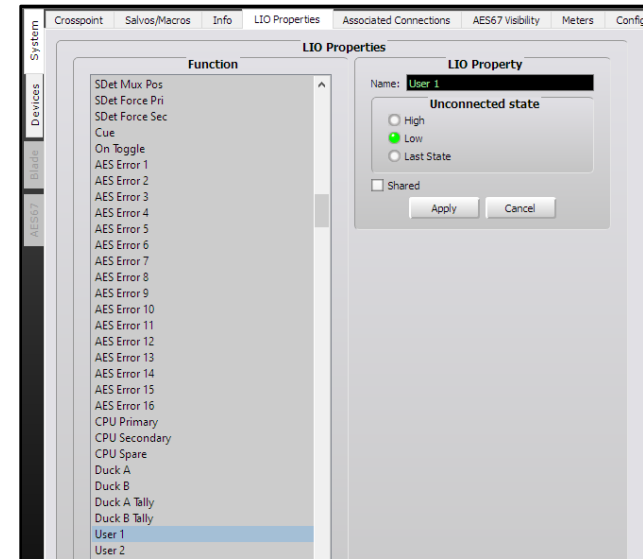 Crosspoint Salvos/Macros Info LIO Properties Associated Connections AES67 Visibility Meters Config
System
Devices
Blade
AES67
LIO Properties
Function
SDet Mux Pos
SDet Force Pri
SDet Force Sec
Cue
On Toggle
AES Error 1
AES Error 2
AES Error 3
AES Error 4
AES Error 5
AES Error 6
AES Error 7
AES Error 8
AES Error 9
AES Error 10
AES Error 11
AES Error 12
AES Error 13
AES Error 14
AES Error 15
AES Error 16
CPU Primary
CPU Secondary
CPU Spare
Duck A
Duck B
Duck A Tally
Duck B Tally
User 1
User 2
LIO Property
Name: User 1
Unconnected state
High
Low
Last State
Shared
Apply Cancel